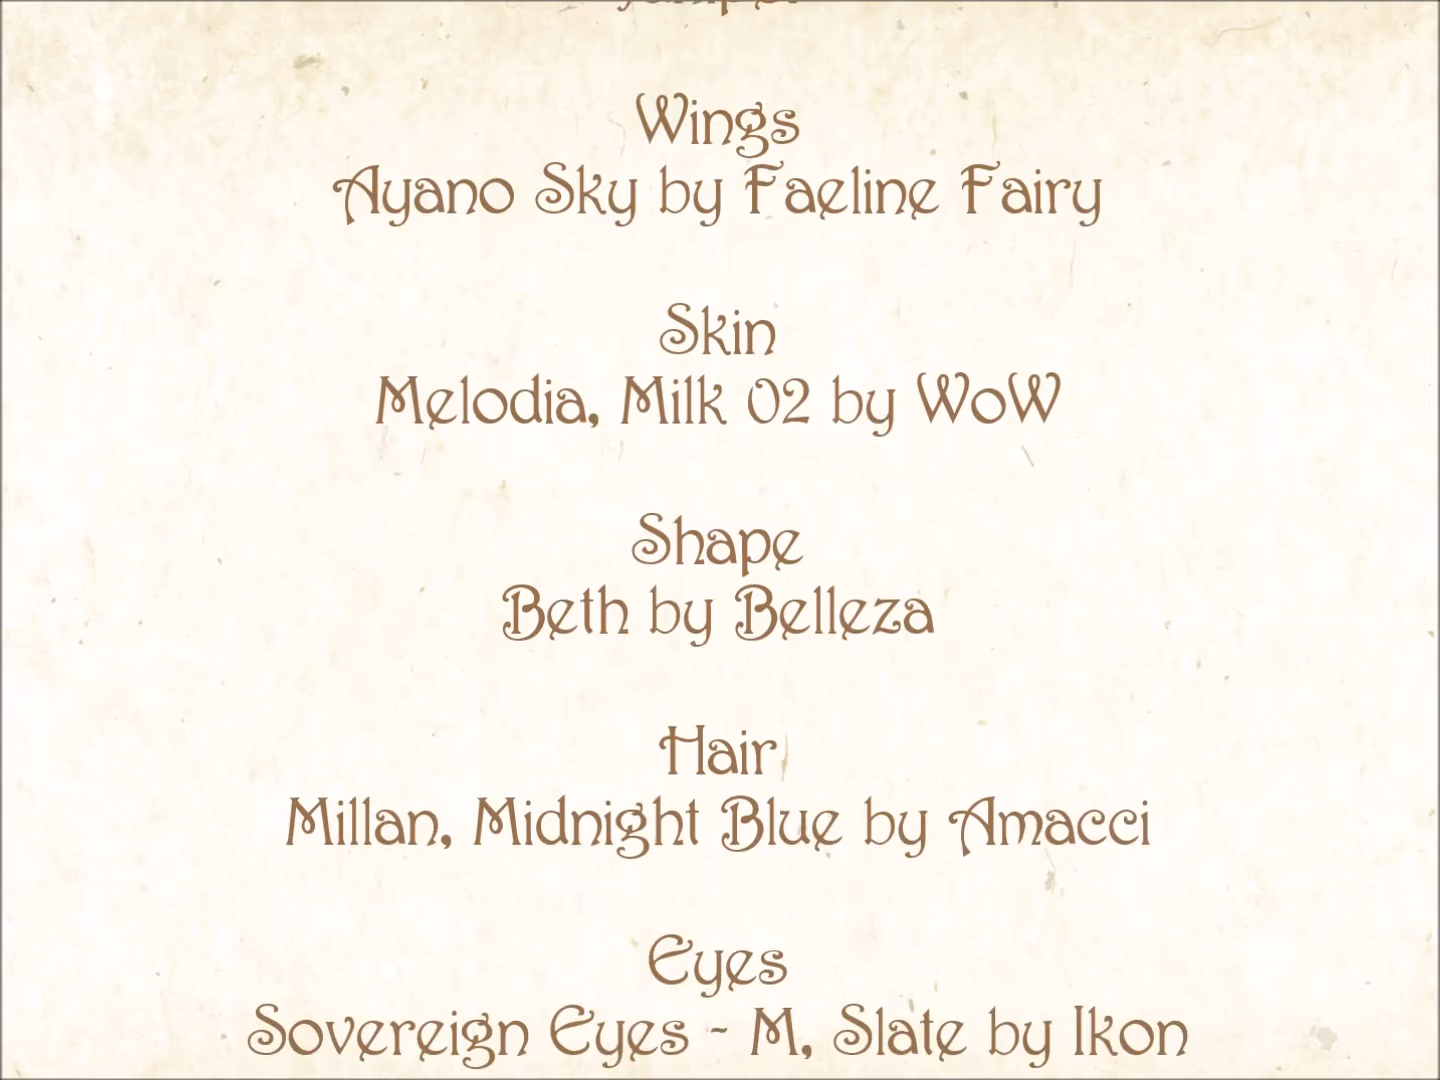 Wings
Ayano Sky by Faeline Fairy
Skin
Melodia, Milk 02 by WoW
Shape
Beth by Belleza
Hair
Millan, Midnight Blue by Amacci
Eyes
Sovereign Eyes - M, Slate by Ikon